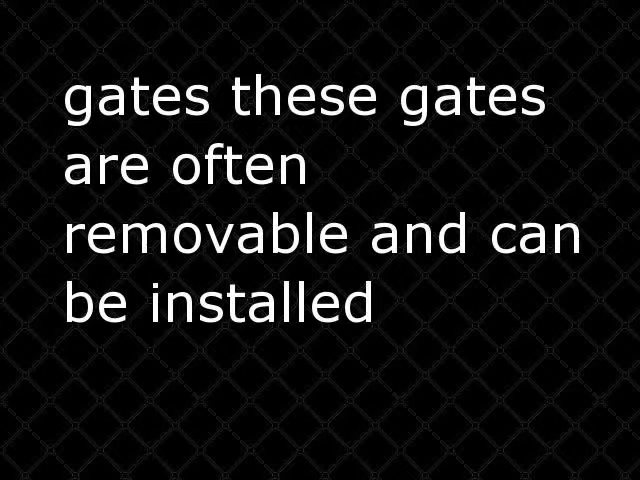 gates these gates
are often
removable and can
be installed